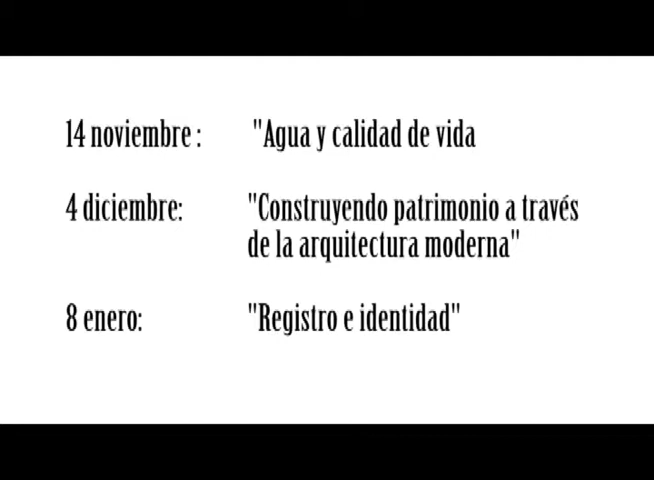 14 noviembre : "Agua y calidad de vida
4 diciembre: "Construyendo patrimonio a través
de la arquitectura moderna"
8 enero: "Registro e identidad"